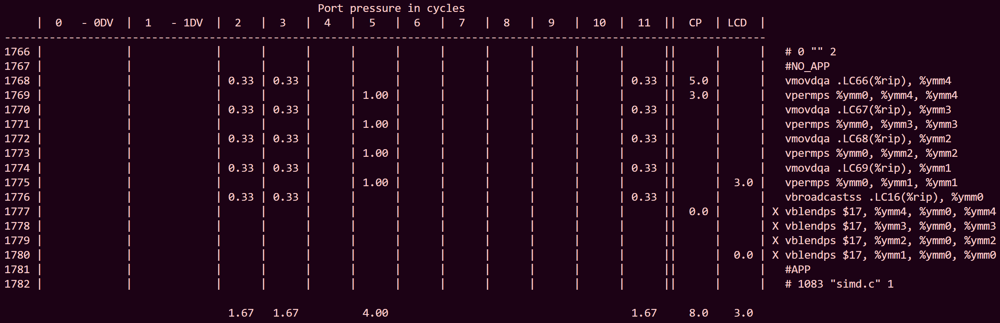 Port pressure in cycles
| 0 - 0DV | 1 - 1DV | 2 | 3 | 4 | 5 | 6 | 7 | 8 | 9 | 10 | 11 || CP | LCD |
-----------------------------------------------------------------------------------------------------------------------
1766 | | | | | | | | | | | | || | | # 0 "" 2
1767 | | | | | | | | | | | | || | | #NO_APP
1768 | | | 0.33 | 0.33 | | | | | | | | 0.33 || 5.0 | | vmovdqa .LC66(%rip), %ymm4
1769 | | | | | | 1.00 | | | | | | || 3.0 | | vpermps %ymm0, %ymm4, %ymm4
1770 | | | 0.33 | 0.33 | | | | | | | | 0.33 || | | vmovdqa .LC67(%rip), %ymm3
1771 | | | | | | 1.00 | | | | | | || | | vpermps %ymm0, %ymm3, %ymm3
1772 | | | 0.33 | 0.33 | | | | | | | | 0.33 || | | vmovdqa .LC68(%rip), %ymm2
1773 | | | | | | 1.00 | | | | | | || | | vpermps %ymm0, %ymm2, %ymm2
1774 | | | 0.33 | 0.33 | | | | | | | | 0.33 || | | vmovdqa .LC69(%rip), %ymm1
1775 | | | | | | 1.00 | | | | | | || | 3.0 | vpermps %ymm0, %ymm1, %ymm1
1776 | | | 0.33 | 0.33 | | | | | | | | 0.33 || | | vbroadcastss .LC16(%rip), %ymm0
1777 | | | | | | | | | | | | || 0.0 | | X vblendps $17, %ymm4, %ymm0, %ymm4
1778 | | | | | | | | | | | | || | | X vblendps $17, %ymm3, %ymm0, %ymm3
1779 | | | | | | | | | | | | || | | X vblendps $17, %ymm2, %ymm0, %ymm2
1780 | | | | | | | | | | | | || | 0.0 | X vblendps $17, %ymm1, %ymm0, %ymm0
1781 | | | | | | | | | | | | || | | #APP
1782 | | | | | | | | | | | | || | | # 1083 "simd.c" 1
1.67 1.67 4.00 1.67 8.0 3.0